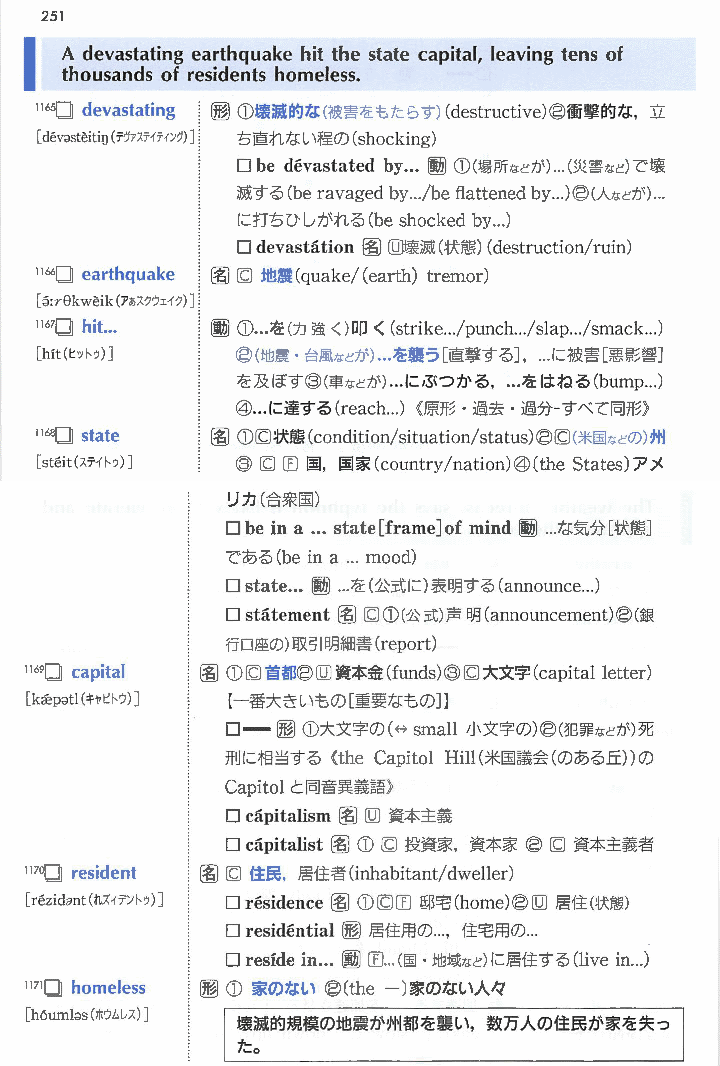 251
A devastating earthquake hit the state capital, leaving tens of
thousands of residents homeless.
1165 □ devastating 形 ①壊滅的な(被害をもたらす)(destructive)②衝撃的な, 立
[dévəstèitiŋ(デヴァステイティング)] ち直れない程の(shocking)
□ be dévastated by... 動 ①(場所などが)...(災害など)で壊
滅する(be ravaged by.../be flattened by...)②(人などが)...
に打ちひしがれる(be shocked by...)
□ devastátion 名 Ⓤ壊滅(状態)(destruction/ruin)
1166 □ earthquake 名 Ⓒ 地震(quake/(earth) tremor)
[ə́ːrθkwèik(アあスクウェイク)]
1167 □ hit... 動 ①...を(力強く)叩く(strike.../punch.../slap.../smack...)
[hít(ヒットゥ)] ②(地震・台風などが)...を襲う[直撃する], ...に被害[悪影響]
を及ぼす③(車などが)...にぶつかる, ...をはねる(bump...)
④...に達する(reach...)《原形・過去・過分-すべて同形》
1168 □ state 名 ①Ⓒ状態(condition/situation/status)②Ⓒ(米国などの)州
[stéit(ステイトゥ)] ③ Ⓒ Ⓕ 国, 国家(country/nation)④(the States)アメ
リカ(合衆国)
□ be in a ... state[frame]of mind 動 ...な気分[状態]
である(be in a ... mood)
□ state... 動 ...を(公式に)表明する(announce...)
□ státement 名 Ⓒ①(公式)声明(announcement)②(銀
行口座の)取引明細書(report)
1169 □ capital 名 ①Ⓒ首都②Ⓤ資本金(funds)③Ⓒ大文字(capital letter)
[kǽpətl(キャピトウ)] 【一番大きいもの[重要なもの]】
□━ 形 ①大文字の(↔ small 小文字の)②(犯罪などが)死
刑に相当する《the Capitol Hill(米国議会(のある丘))の
Capitolと同音異義語》
□ cápitalism 名 Ⓤ 資本主義
□ cápitalist 名 ① Ⓒ 投資家, 資本家 ② Ⓒ 資本主義者
1170 □ resident 名 Ⓒ 住民, 居住者(inhabitant/dweller)
[rézidənt(れズィデントゥ)] □ résidence 名 ①ⒸⒻ 邸宅(home)②Ⓤ 居住(状態)
□ residéntial 形 居住用の..., 住宅用の...
□ resíde in... 動 Ⓕ...(国・地域など)に居住する(live in...)
1171 □ homeless 形 ① 家のない ②(the ―)家のない人々
[hóumləs(ホウムレス)] 壊滅的規模の地震が州都を襲い, 数万人の住民が家を失っ
た。